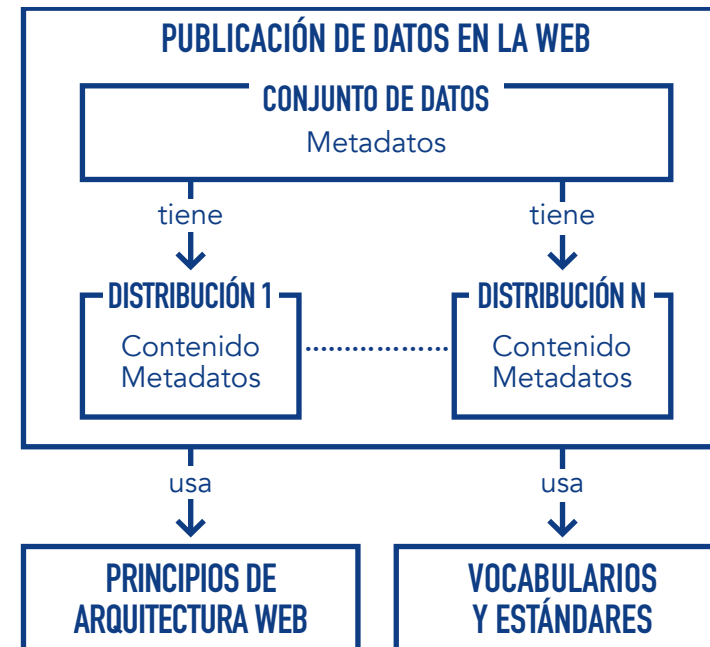 PUBLICACIÓN DE DATOS EN LA WEB
CONJUNTO DE DATOS
Metadatos
tiene
tiene
DISTRIBUCIÓN 1
DISTRIBUCIÓN N
Contenido
Metadatos
Contenido
Metadatos
usa
usa
PRINCIPIOS DE
ARQUITECTURA WEB
VOCABULARIOS
Y ESTÁNDARES